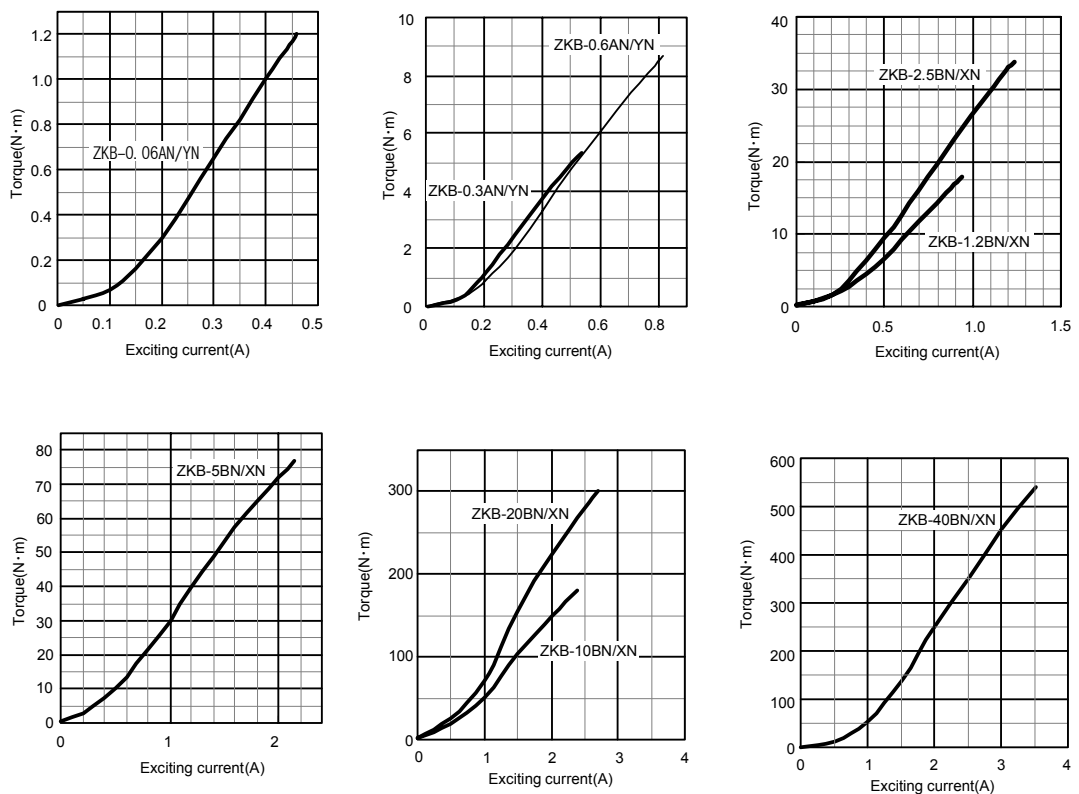 1.2
1.0
0.8
0.6
0.4
0.2
0
Torque(N·m)
ZKB-0.06AN/YN
0 0.1 0.2 0.3 0.4 0.5
Exciting current(A)
10
8
6
4
2
0
Torque(N·m)
ZKB-0.6AN/YN
ZKB-0.3AN/YN
0 0.2 0.4 0.6 0.8
Exciting current(A)
40
30
20
10
0
Torque(N·m)
ZKB-2.5BN/XN
ZKB-1.2BN/XN
0 0.5 1.0 1.5
Exciting current(A)
80
70
60
50
40
30
20
10
0
Torque(N·m)
ZKB-5BN/XN
0 1 2
Exciting current(A)
300
200
100
0
Torque(N·m)
ZKB-20BN/XN
ZKB-10BN/XN
0 1 2 3 4
Exciting current(A)
600
500
400
300
200
100
0
Torque(N·m)
ZKB-40BN/XN
0 1 2 3 4
Exciting current(A)